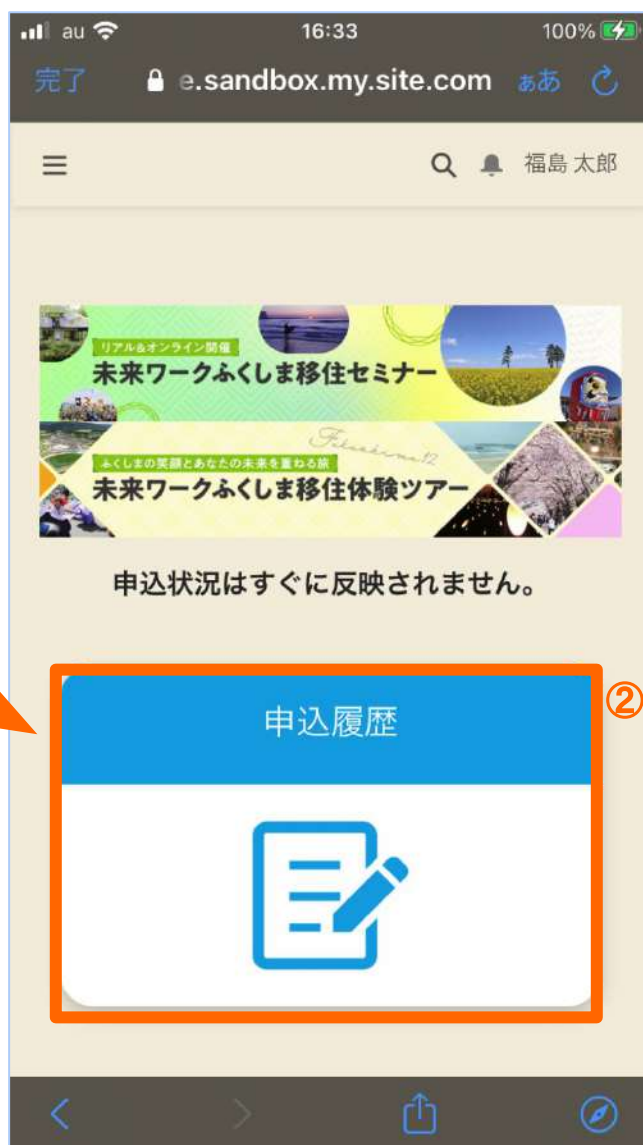 au 16:33 100%
完了 e.sandbox.my.site.com ぁあ
福島 太郎
リアル&オンライン開催
未来ワークふくしま移住セミナー
ふくしまの笑顔とあなたの未来を重ねる旅
未来ワークふくしま移住体験ツアー
申込状況はすぐに反映されません。
②
申込履歴